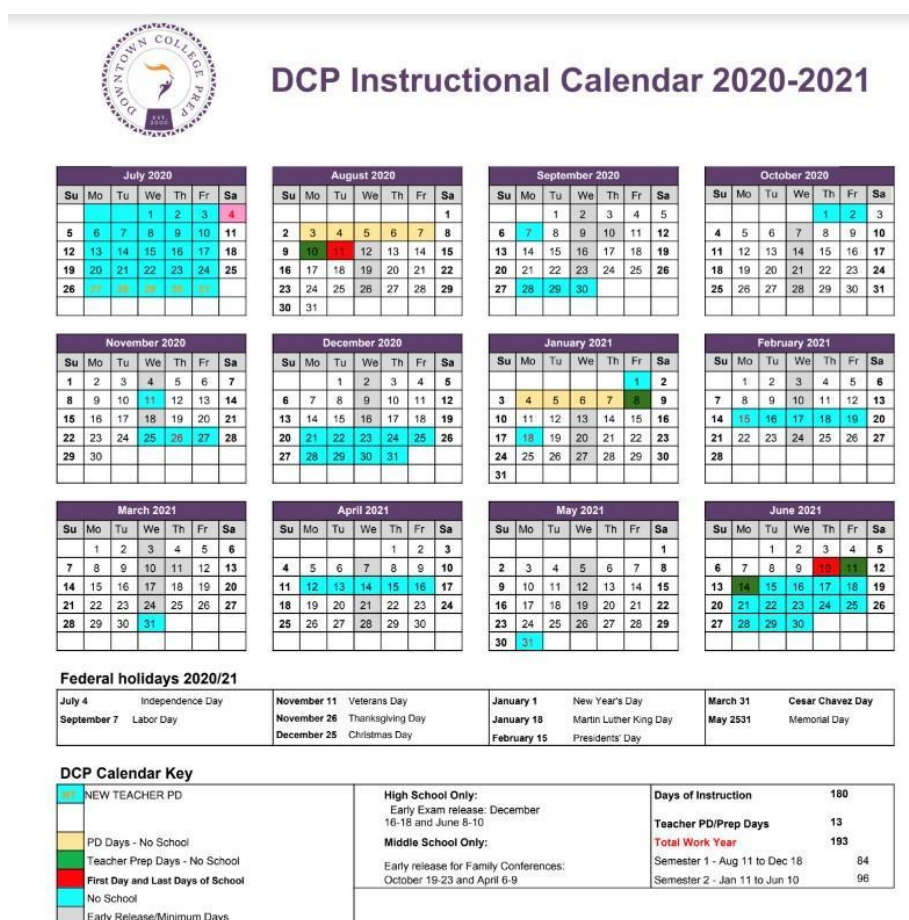 DOWNTOWN COLLEGE PREP
EST.
2000
DCP Instructional Calendar 2020-2021
July 2020
Su Mo Tu We Th Fr Sa
1 2 3 4
5 6 7 8 9 10 11
12 13 14 15 16 17 18
19 20 21 22 23 24 25
26 27 28 29 30 31
August 2020
Su Mo Tu We Th Fr Sa
1
2 3 4 5 6 7 8
9 10 11 12 13 14 15
16 17 18 19 20 21 22
23 24 25 26 27 28 29
30 31
September 2020
Su Mo Tu We Th Fr Sa
1 2 3 4 5
6 7 8 9 10 11 12
13 14 15 16 17 18 19
20 21 22 23 24 25 26
27 28 29 30
October 2020
Su Mo Tu We Th Fr Sa
1 2 3
4 5 6 7 8 9 10
11 12 13 14 15 16 17
18 19 20 21 22 23 24
25 26 27 28 29 30 31
November 2020
Su Mo Tu We Th Fr Sa
1 2 3 4 5 6 7
8 9 10 11 12 13 14
15 16 17 18 19 20 21
22 23 24 25 26 27 28
29 30
December 2020
Su Mo Tu We Th Fr Sa
1 2 3 4 5
6 7 8 9 10 11 12
13 14 15 16 17 18 19
20 21 22 23 24 25 26
27 28 29 30 31
January 2021
Su Mo Tu We Th Fr Sa
1 2
3 4 5 6 7 8 9
10 11 12 13 14 15 16
17 18 19 20 21 22 23
24 25 26 27 28 29 30
31
February 2021
Su Mo Tu We Th Fr Sa
1 2 3 4 5 6
7 8 9 10 11 12 13
14 15 16 17 18 19 20
21 22 23 24 25 26 27
28
March 2021
Su Mo Tu We Th Fr Sa
1 2 3 4 5 6
7 8 9 10 11 12 13
14 15 16 17 18 19 20
21 22 23 24 25 26 27
28 29 30 31
April 2021
Su Mo Tu We Th Fr Sa
1 2 3
4 5 6 7 8 9 10
11 12 13 14 15 16 17
18 19 20 21 22 23 24
25 26 27 28 29 30
May 2021
Su Mo Tu We Th Fr Sa
1
2 3 4 5 6 7 8
9 10 11 12 13 14 15
16 17 18 19 20 21 22
23 24 25 26 27 28 29
30 31
June 2021
Su Mo Tu We Th Fr Sa
1 2 3 4 5
6 7 8 9 10 11 12
13 14 15 16 17 18 19
20 21 22 23 24 25 26
27 28 29 30
Federal holidays 2020/21
July 4 Independence Day
September 7 Labor Day
November 11 Veterans Day
November 26 Thanksgiving Day
December 25 Christmas Day
January 1 New Year's Day
January 18 Martin Luther King Day
February 15 Presidents' Day
March 31 Cesar Chavez Day
May 2531 Memorial Day
DCP Calendar Key
NT NEW TEACHER PD
PD Days - No School
Teacher Prep Days - No School
First Day and Last Days of School
No School
Early Release/Minimum Days
High School Only:
Early Exam release: December
16-18 and June 8-10
Middle School Only:
Early release for Family Conferences:
October 19-23 and April 6-9
Days of Instruction 180
Teacher PD/Prep Days 13
Total Work Year 193
Semester 1 - Aug 11 to Dec 18 84
Semester 2 - Jan 11 to Jun 10 96